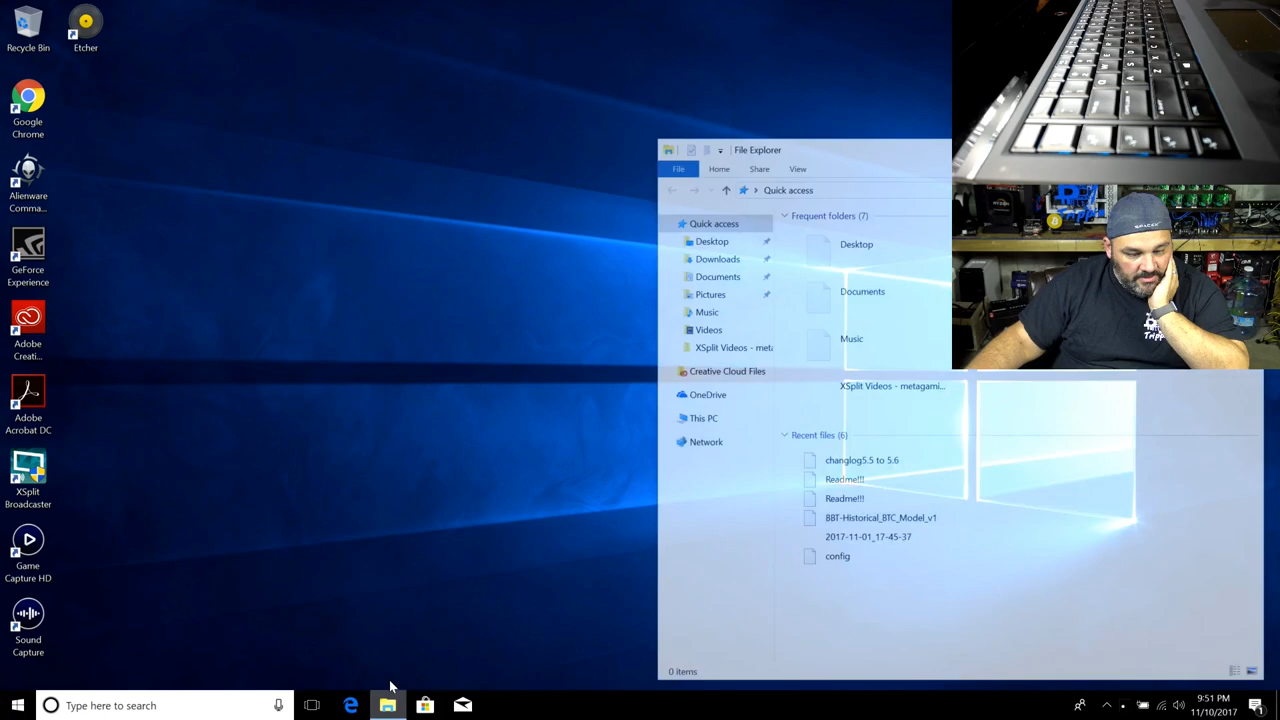 Recycle Bin
Etcher
Google
Chrome
Alienware
Comma...
GeForce
Experience
Adobe
Creati...
Adobe
Acrobat DC
XSplit
Broadcaster
Game
Capture HD
Sound
Capture
File Explorer
File
Home
Share
View
Quick access
Quick access
Desktop
Downloads
Documents
Pictures
Music
Videos
XSplit Videos - meta
Creative Cloud Files
OneDrive
This PC
Network
Frequent folders (7)
Desktop
Documents
Music
XSplit Videos - metagami...
Recent files (6)
changlog5.5 to 5.6
Readme!!!
Readme!!!
BBT-Historical_BTC_Model_v1
2017-11-01_17-45-37
config
0 items
Type here to search
9:51 PM
11/10/2017
1